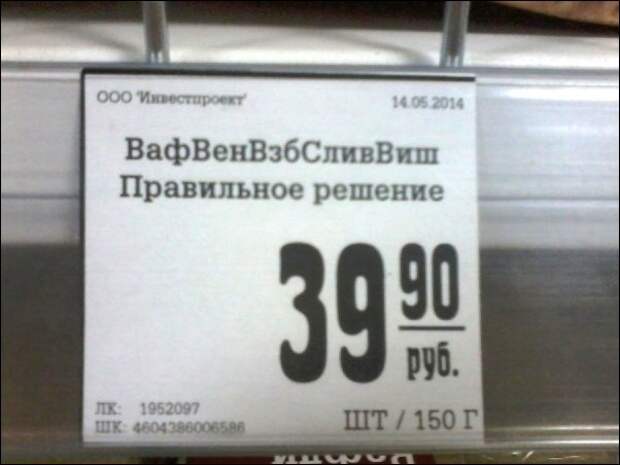 ООО 'Инвестпроект' 14.05.2014
ВафВенВзбСливВиш
Правильное решение
39 90
руб.
ЛК: 1952097
ШК: 4604386006586
ШТ / 150 Г